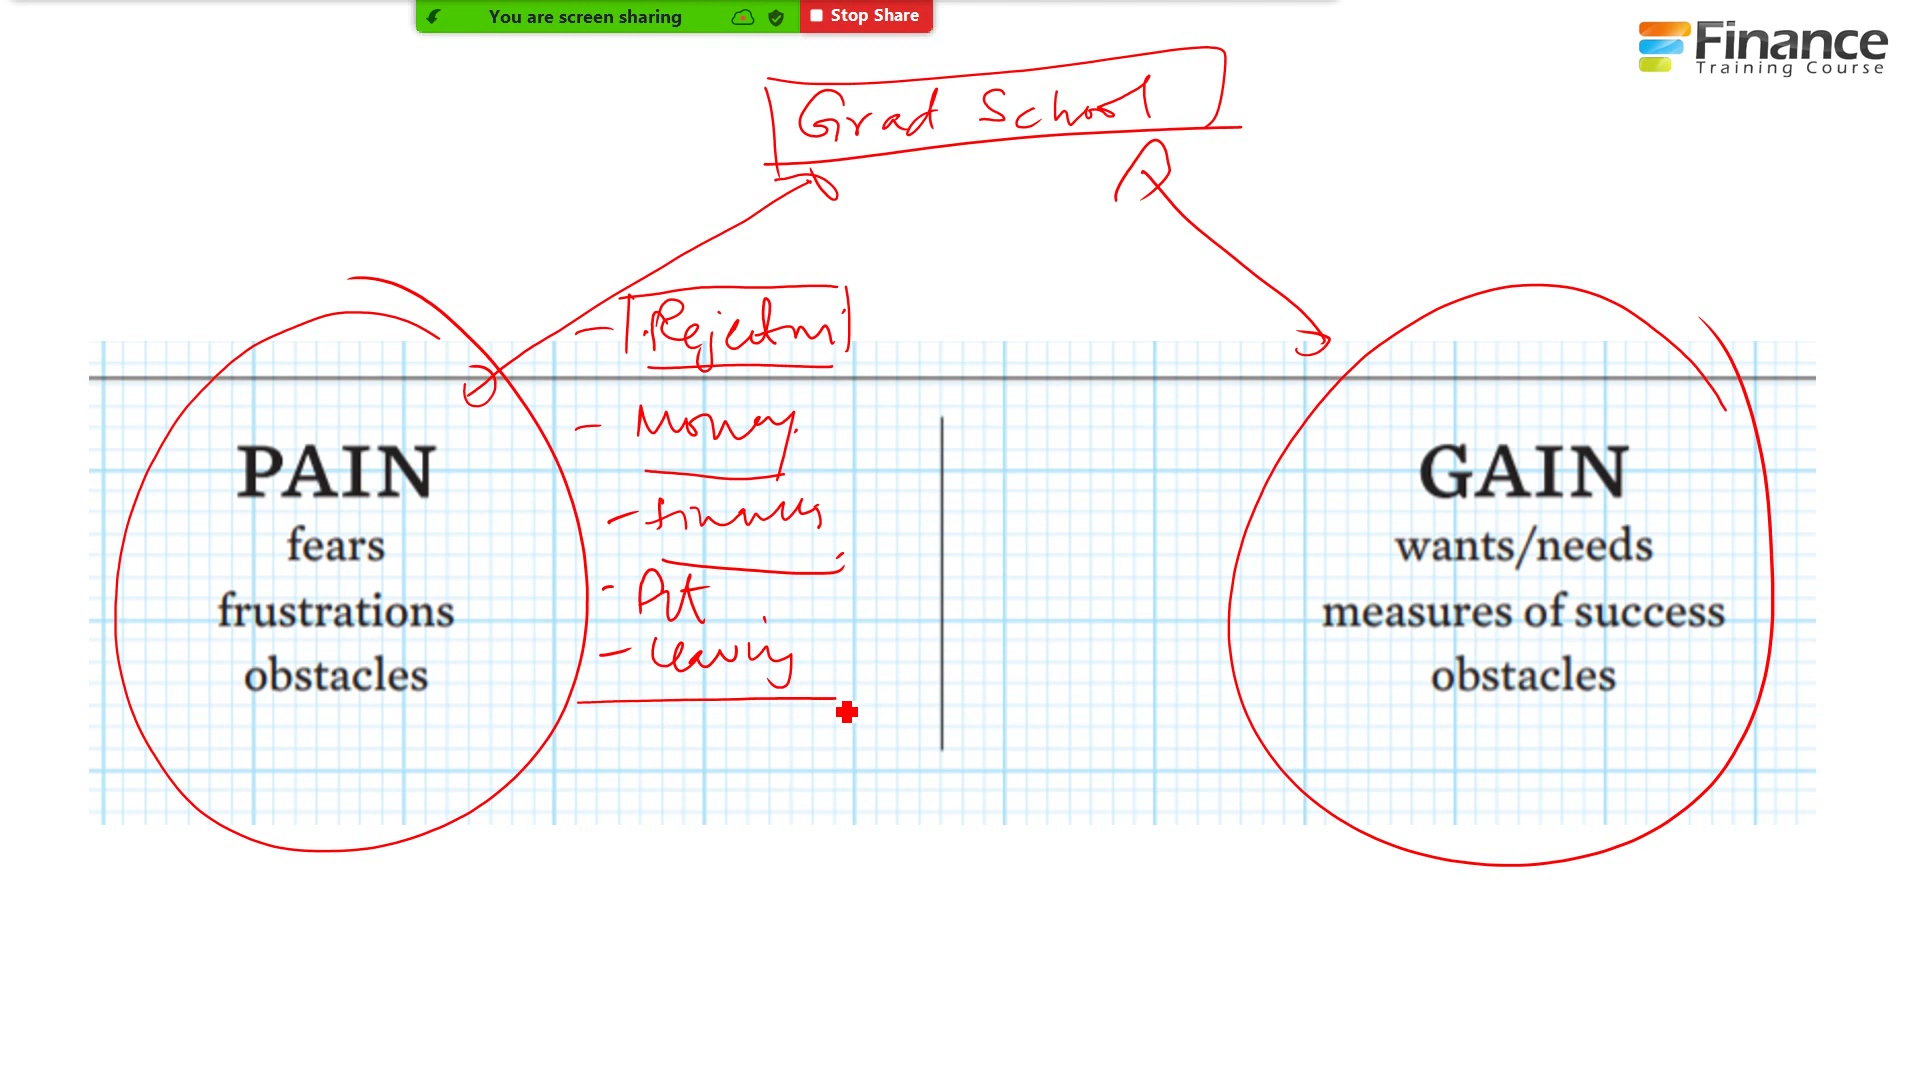 You are screen sharing
Stop Share
Finance
Training Course
Grad School
- Rejection
- Money
- finances
-
- leaving
PAIN
fears
frustrations
obstacles
GAIN
wants/needs
measures of success
obstacles